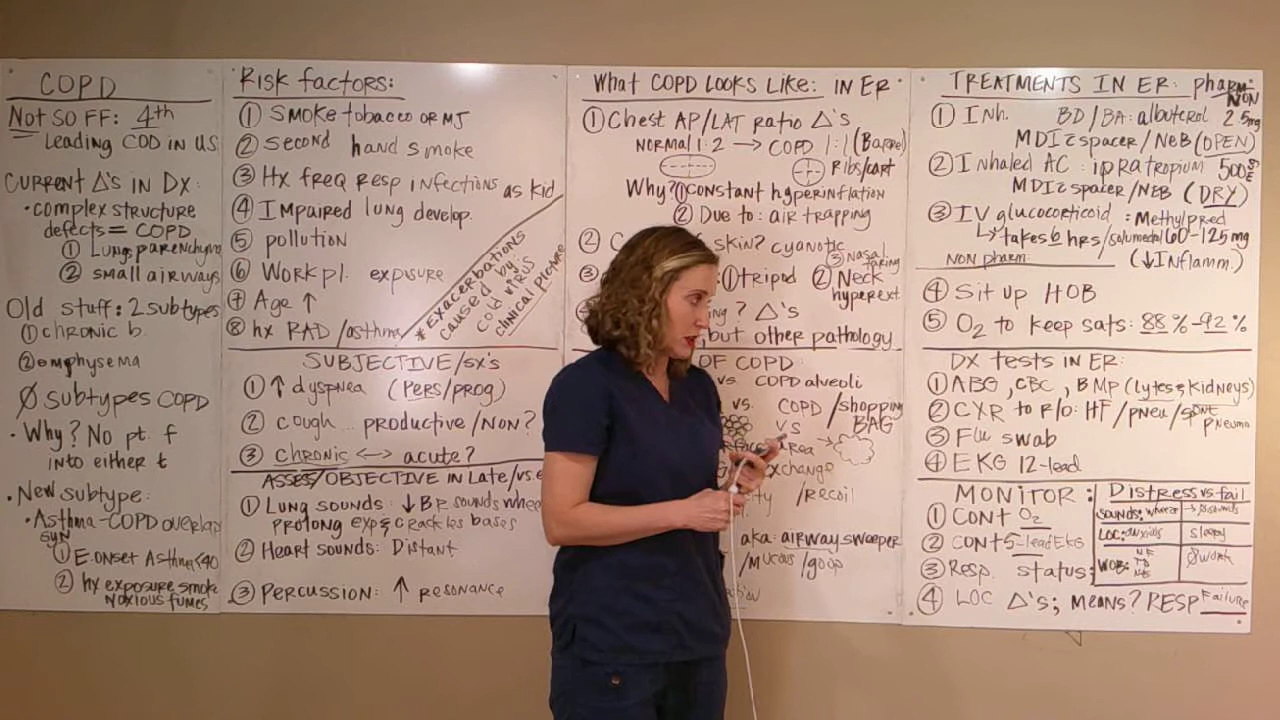 COPD
NOT SO FF: 4th
Leading COD in US
CURRENT Δ's in DX:
• complex structure
defects = COPD
① Lungs parenchyma
② small airways
Old stuff: 2 subtypes
① chronic b
② emphysema
Ø subtypes COPD
• Why? No pt. f
into either t
• New subtype:
• Asthma-COPD overlap
syn
① E.onset Asthma <40
② hx exposure smoke
noxious fumes
Risk factors:
① Smoke tobacco OR MJ
② Second hand smoke
③ Hx freq resp infections as kid
④ Impaired lung develop.
⑤ pollution
⑥ Workpl. exposure
⑦ Age ↑
⑧ hx RAD / asthma
* EXACERBATIONS
CAUSED by:
cold virus
clinical picture
SUBJECTIVE/sx's
① ↑ dyspnea (PERS/PROG)
② cough ... productive/Non?
③ chronic ↔ acute?
ASSESS/OBJECTIVE IN Late/vs.e
① Lung sounds: ↓ Br sounds whee
prolong exp & crackles bases
② Heart sounds: Distant
③ Percussion: ↑ resonance
What COPD LOOKS Like: in ER
① Chest AP/LAT ratio Δ's
NORMAL 1:2 → COPD 1:1 (Barrel)
Ribs/cart
Why? ① constant hyperinflation
② Due to: air trapping
② skin? cyanotic
③ : ① tripod ② Neck
hyperext
③ Nasal
flaring
ing? Δ's
, but other pathology
OF COPD:
vs. COPD alveoli
vs. COPD /shopping
VS BAG
area
change
/recoil
aka: airway sweeper
/mucous/goop
TREATMENTS IN ER: pharm
NON
① Inh. BD/BA: albuterol 2.5mg
MDI c̄ spacer/NEB (OPEN)
② Inhaled AC: ipratropium 500mg
MDI c̄ spacer/NEB (DRY)
③ IV glucocorticoid: Methylpred
↳ takes 6 hrs/solumedrol 60-125mg
NON pharm (↓Inflamm.)
④ Sit up HOB
⑤ O₂ to keep sats: 88%-92%
DX tests in ER:
① ABG, CBC, BMP (lytes & kidneys)
② CXR to R/O: HF/pneu/spont
pneuma
③ Flu swab
④ EKG 12-lead
MONITOR:
① CONT O₂
② CONT 5-lead EKG
③ Resp. status:
④ LOC Δ's; means? RESP Failure
Distress vs. fail
SOUNDS: wheez → Ø sounds
LOC: anxious sleepy
WOB: NF Ø work